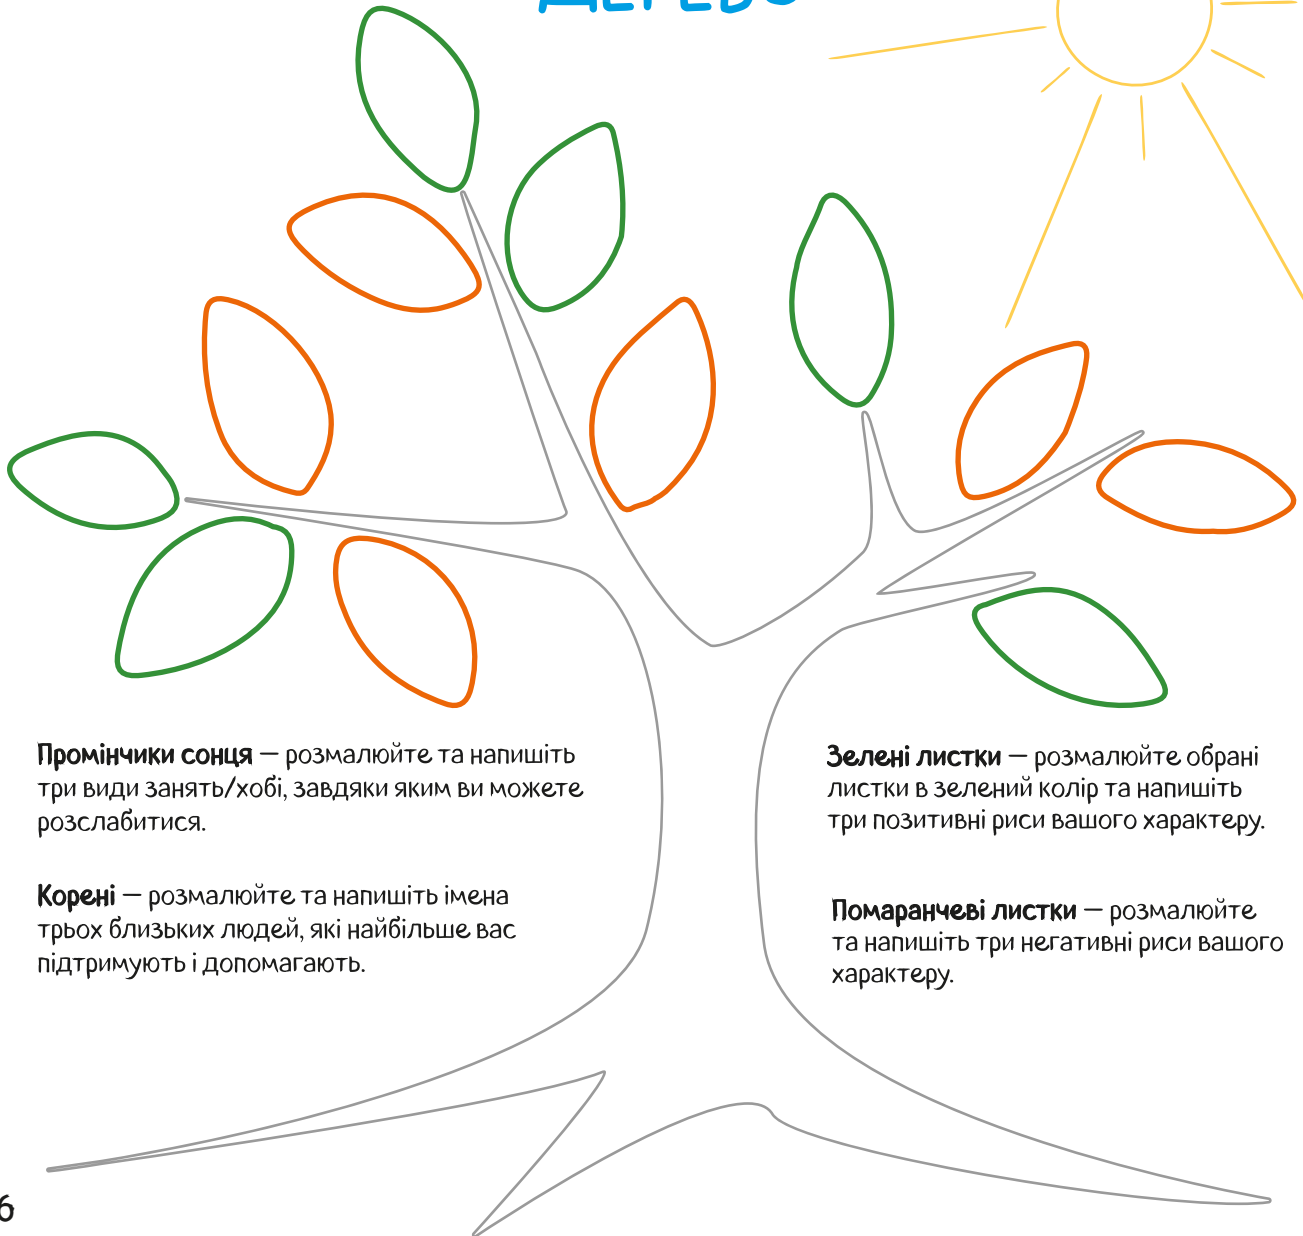 ДЕРЕВО
Промінчики сонця — розмалюйте та напишіть
три види занять/хобі, завдяки яким ви можете
розслабитися.
Корені — розмалюйте та напишіть імена
трьох близьких людей, які найбільше вас
підтримують і допомагають.
Зелені листки — розмалюйте обрані
листки в зелений колір та напишіть
три позитивні риси вашого характеру.
Помаранчеві листки — розмалюйте
та напишіть три негативні риси вашого
характеру.
6